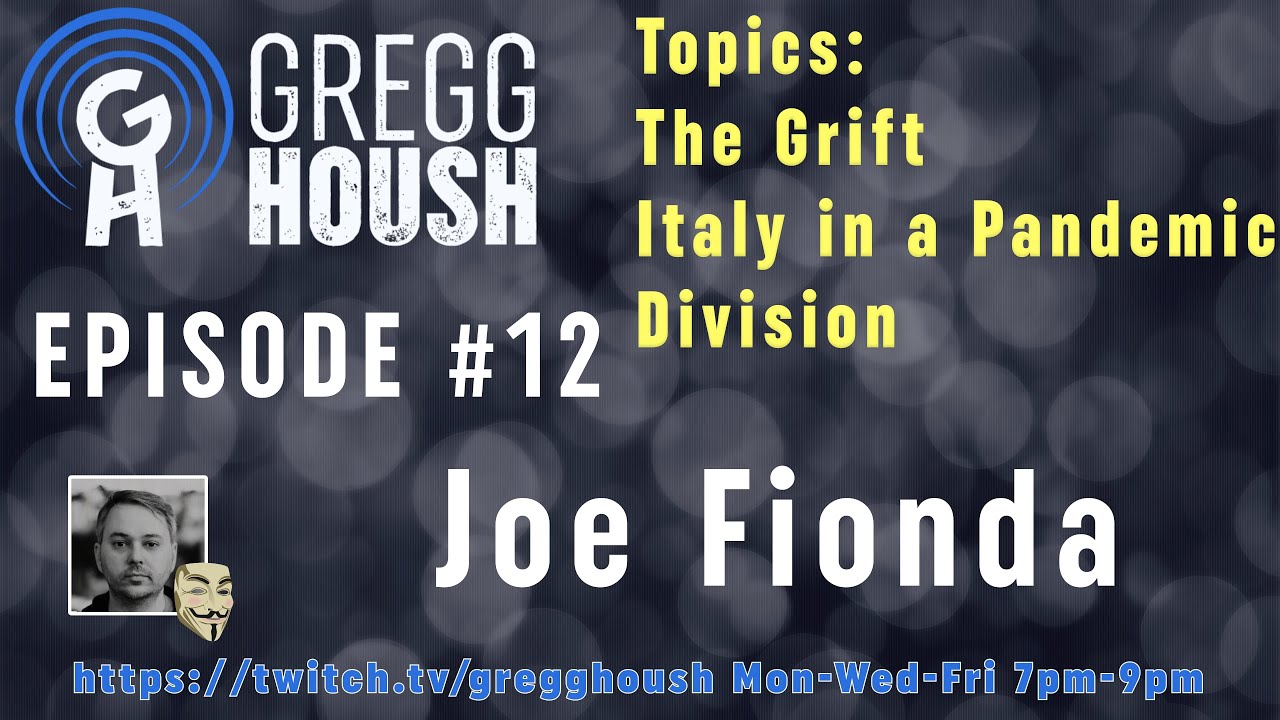 GREGG
HOUSH
Topics:
The Grift
Italy in a Pandemic
Division
EPISODE #12
Joe Fionda
https://twitch.tv/gregghoush Mon-Wed-Fri 7pm-9pm